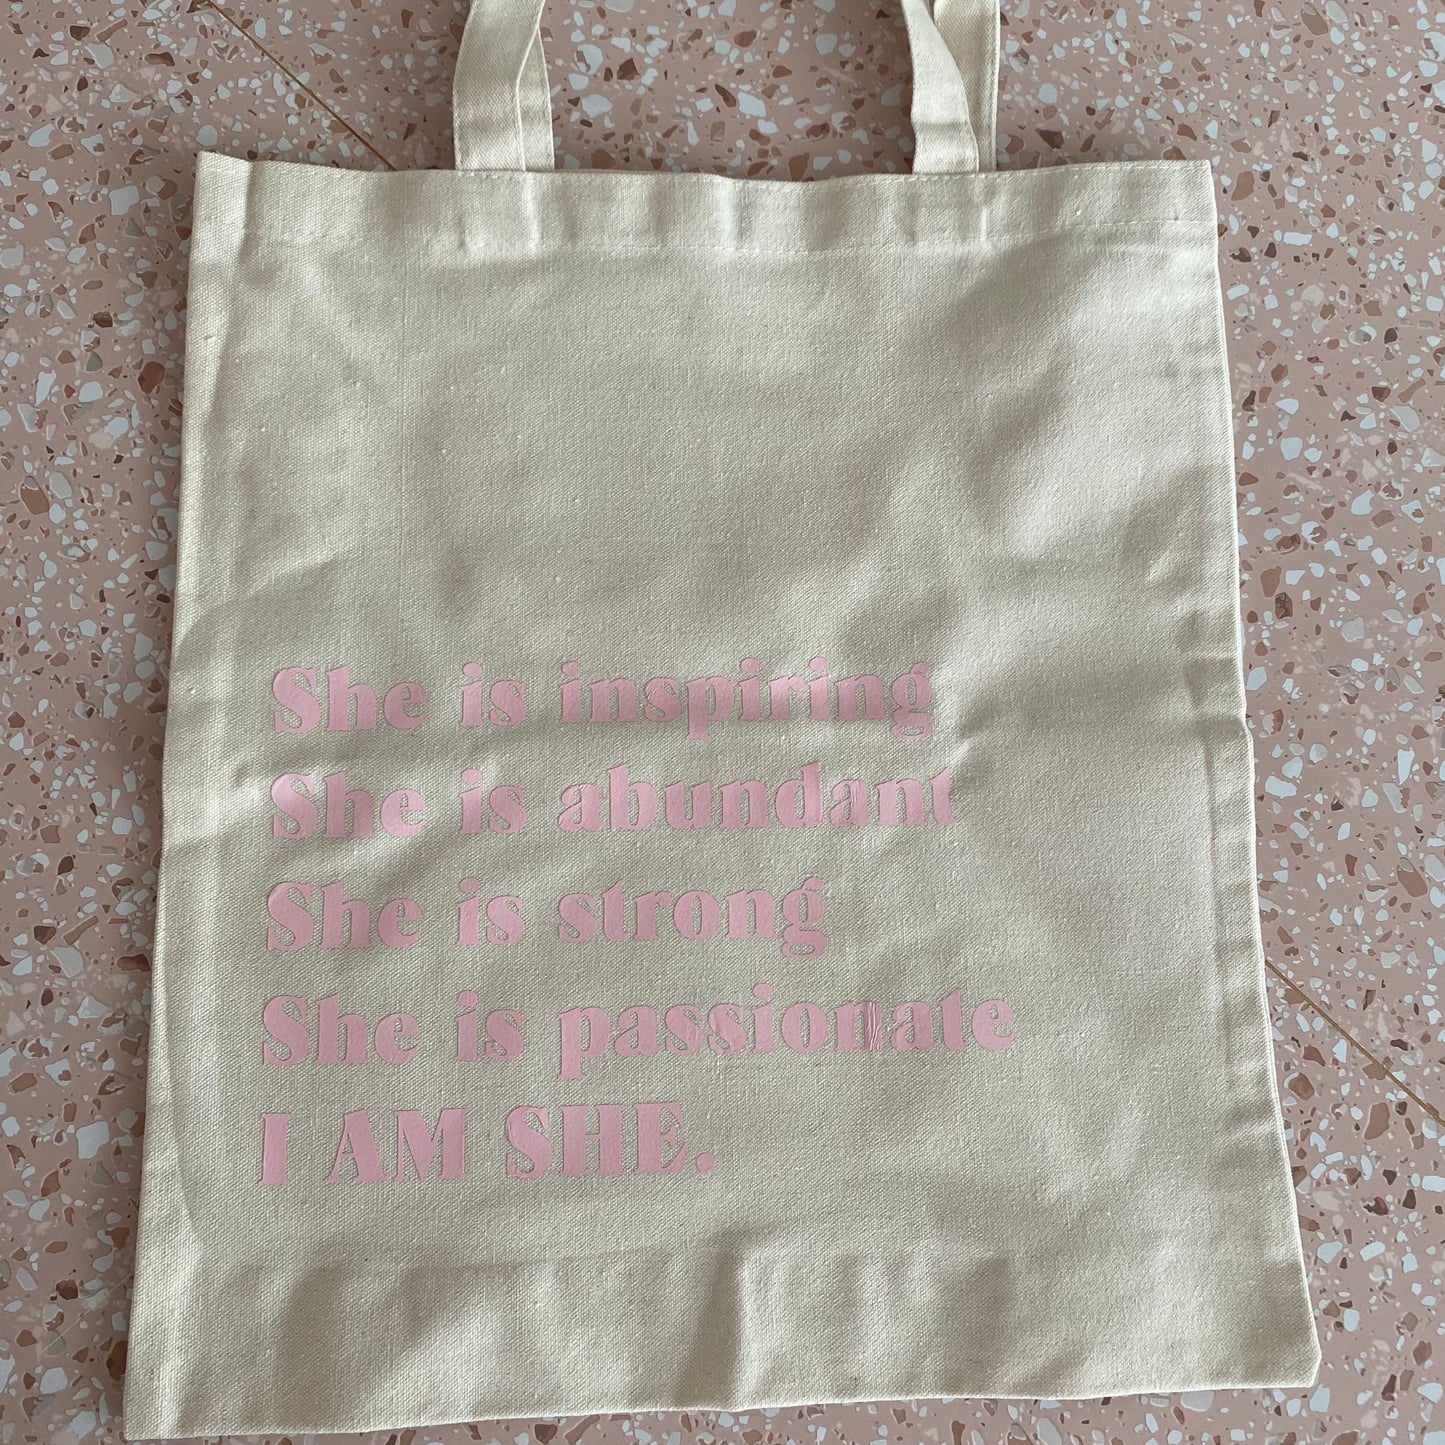 She is inspiring
She is abundant
She is strong
She is passionate
I AM SHE.